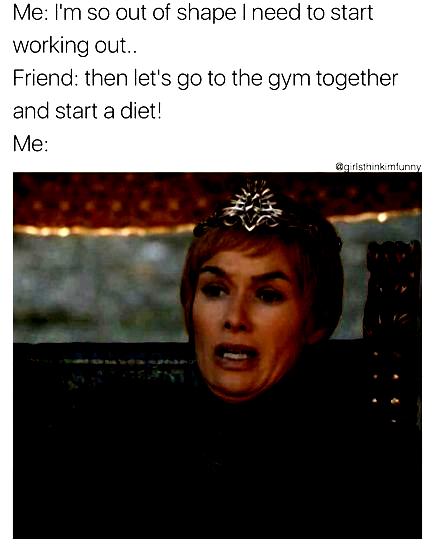 Me: I'm so out of shape I need to start
working out..
Friend: then let's go to the gym together
and start a diet!
Me:
@girlsthinkimfunny